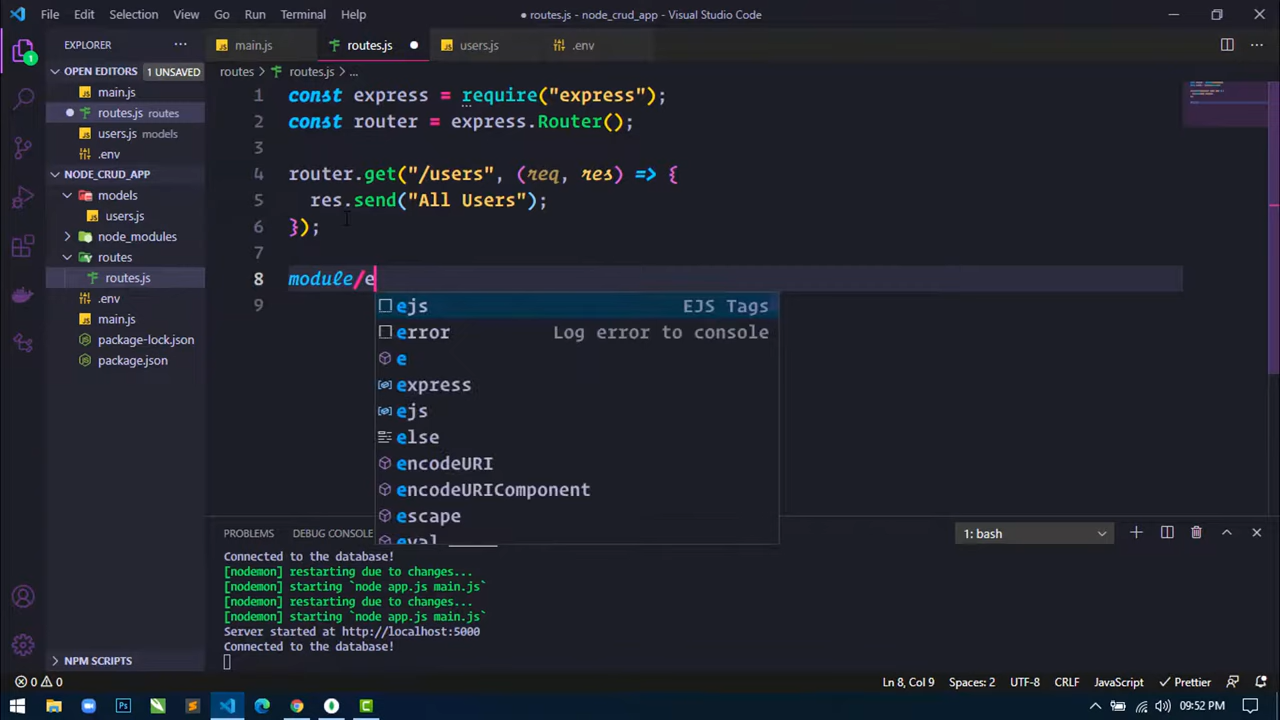 File Edit Selection View Go Run Terminal Help
● routes.js - node_crud_app - Visual Studio Code
EXPLORER
main.js routes.js users.js .env
OPEN EDITORS 1 UNSAVED
main.js
routes.js routes
users.js models
.env
NODE_CRUD_APP
models
users.js
node_modules
routes
routes.js
.env
main.js
package-lock.json
package.json
NPM SCRIPTS
routes > routes.js > ...
1 const express = require("express");
2 const router = express.Router();
3
4 router.get("/users", (req, res) => {
5 res.send("All Users");
6 });
7
8 module/e
9
ejs EJS Tags
error Log error to console
e
express
ejs
else
encodeURI
encodeURIComponent
escape
eval
PROBLEMS DEBUG CONSOLE 1: bash
Connected to the database!
[nodemon] restarting due to changes...
[nodemon] starting `node app.js main.js`
[nodemon] restarting due to changes...
[nodemon] starting `node app.js main.js`
Server started at http://localhost:5000
Connected to the database!
0 0 Ln 8, Col 9 Spaces: 2 UTF-8 CRLF JavaScript Prettier
09:52 PM